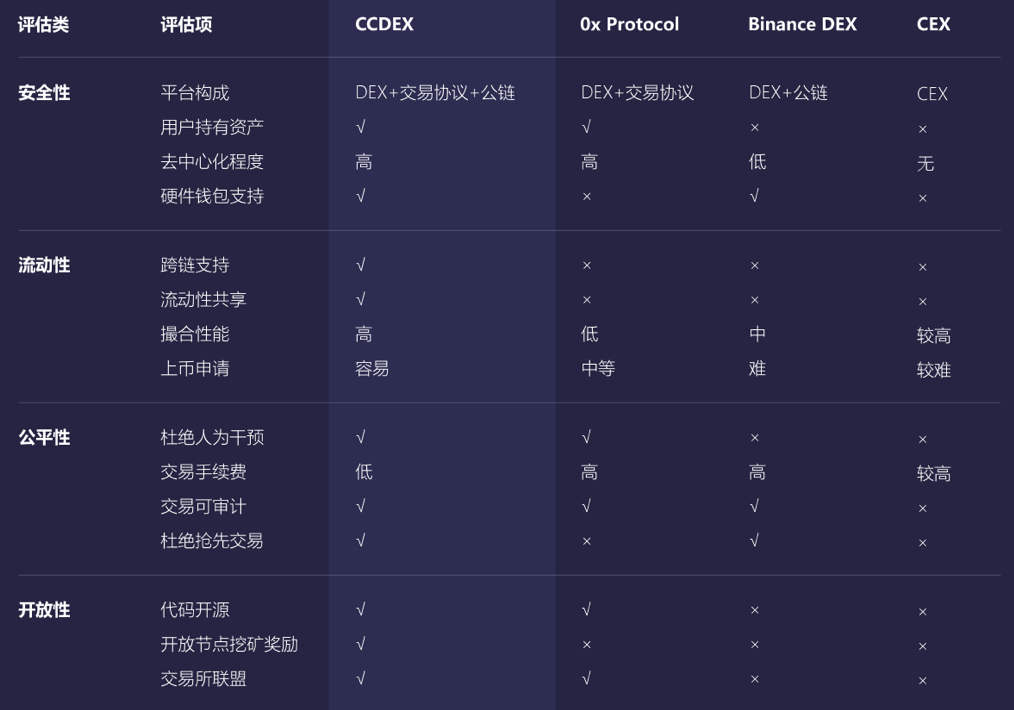 评估类 评估项 CCDEX 0x Protocol Binance DEX CEX
安全性 平台构成 DEX+交易协议+公链 DEX+交易协议 DEX+公链 CEX
用户持有资产 √ √ × ×
去中心化程度 高 高 低 无
硬件钱包支持 √ × √ ×
流动性 跨链支持 √ × × ×
流动性共享 √ × × ×
撮合性能 高 低 中 较高
上币申请 容易 中等 难 较难
公平性 杜绝人为干预 √ √ × ×
交易手续费 低 高 高 较高
交易可审计 √ √ √ ×
杜绝抢先交易 √ × √ ×
开放性 代码开源 √ √ × ×
开放节点挖矿奖励 √ × × ×
交易所联盟 √ √ × ×